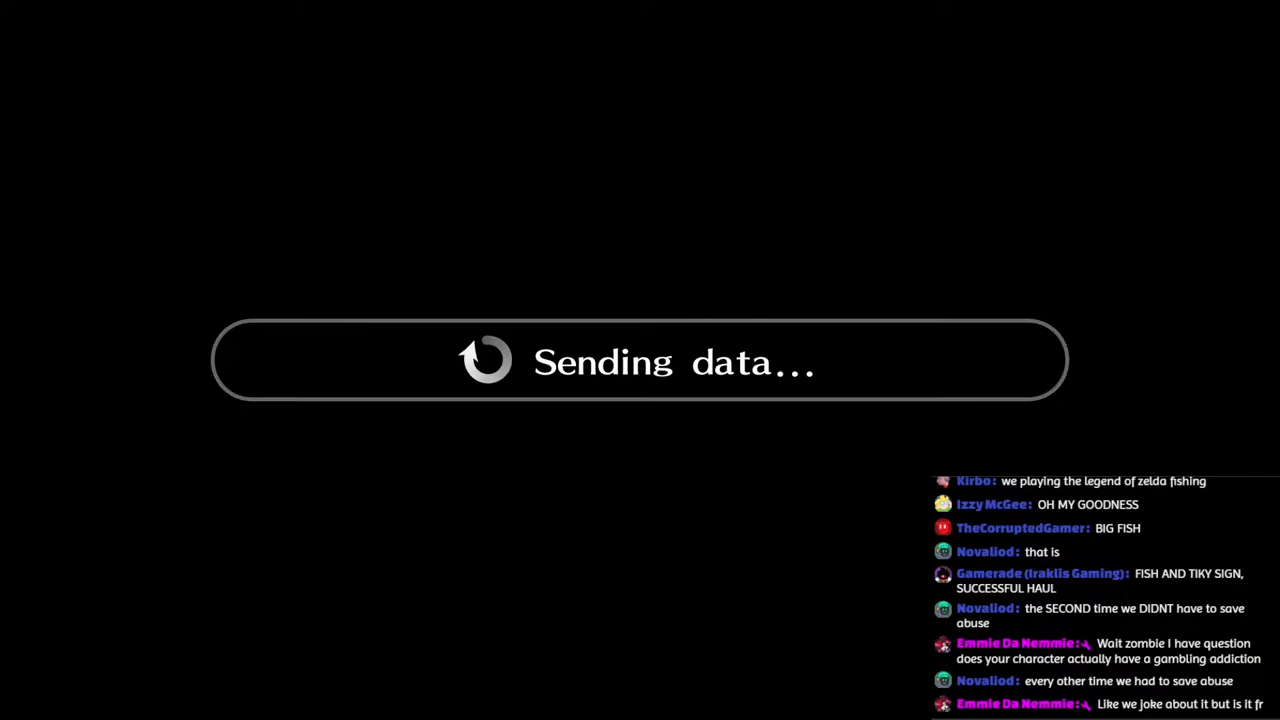 Sending data...
Kirbo: we playing the legend of zelda fishing
Izzy McGee: OH MY GOODNESS
TheCorruptedGamer: BIG FISH
Novaliod: that is
Gamerade (Iraklis Gaming): FISH AND TIKY SIGN,
SUCCESSFUL HAUL
Novaliod: the SECOND time we DIDNT have to save
abuse
Emmie Da Nemmie: Wait zombie I have question
does your character actually have a gambling addiction
Novaliod: every other time we had to save abuse
Emmie Da Nemmie: Like we joke about it but is it fr